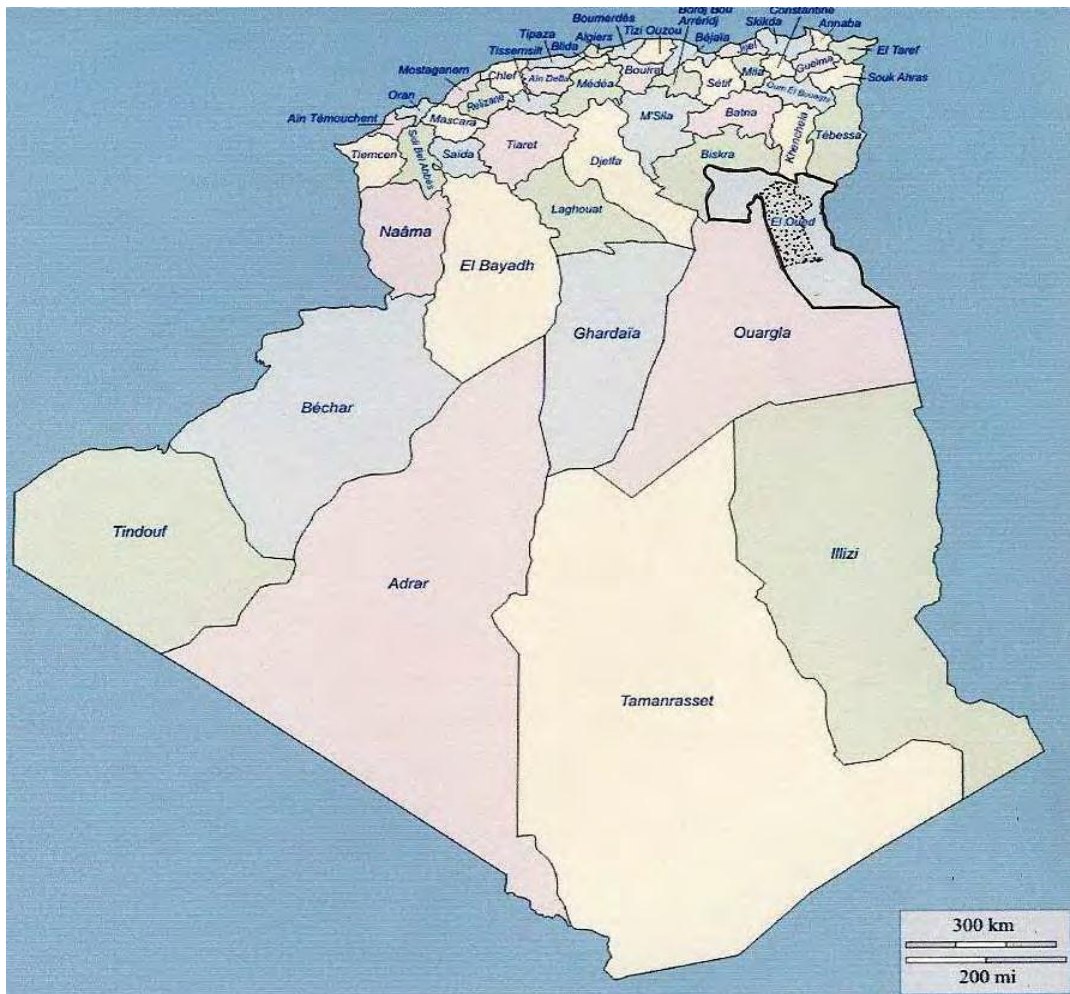 Boumerdès
Bordj Bou
Arréridj
Constantine
Skikda
Annaba
Tipaza
Blida
Algiers
Tizi Ouzou
Béjaïa
Jijel
El Taref
Tissemsilt
Mostaganem
Chlef
Aïn Defla
Médéa
Bouira
Sétif
Mila
Guelma
Souk Ahras
Oum El Bouaghi
Oran
Relizane
Aïn Témouchent
Mascara
M'Sila
Batna
Khenchela
Tébessa
Tlemcen
Sidi Bel Abbès
Saïda
Tiaret
Djelfa
Biskra
Laghouat
El Oued
Naâma
El Bayadh
Ghardaïa
Ouargla
Béchar
Tindouf
Adrar
Illizi
Tamanrasset
300 km
200 mi